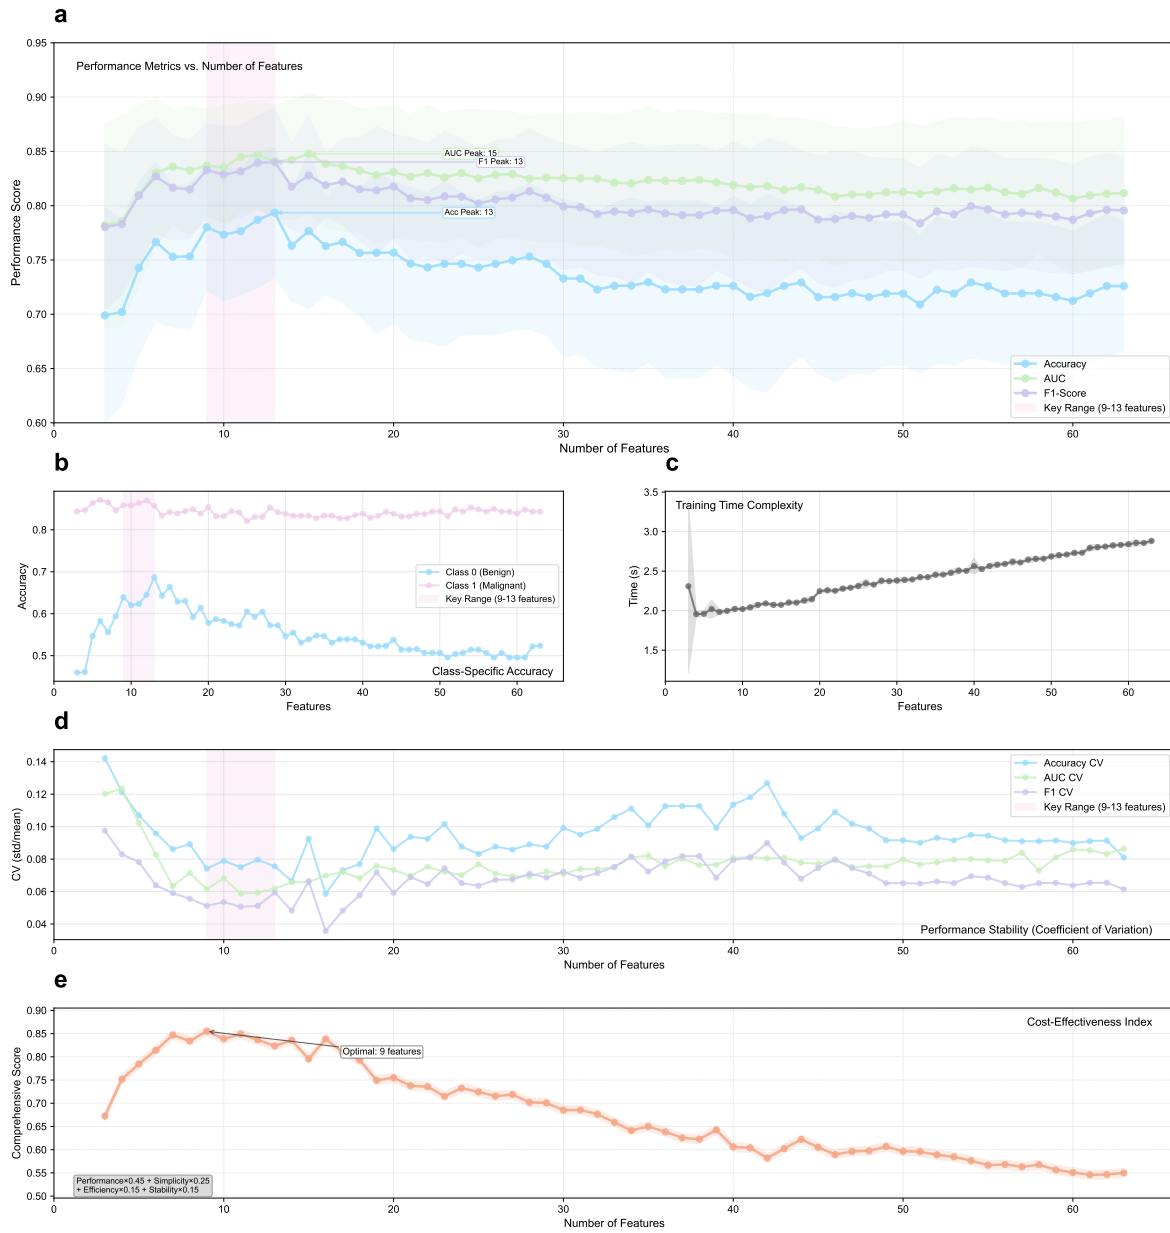 a
0.95
0.90
0.85
0.80
0.75
0.70
0.65
0.60
Performance Score
Performance Metrics vs. Number of Features
AUC Peak: 15
F1 Peak: 13
Acc Peak: 13
Accuracy
AUC
F1-Score
Key Range (9-13 features)
0 10 20 30 40 50 60
Number of Features
b
0.8
0.7
0.6
0.5
Accuracy
Class 0 (Benign)
Class 1 (Malignant)
Key Range (9-13 features)
Class-Specific Accuracy
0 10 20 30 40 50 60
Features
c
3.5
3.0
2.5
2.0
1.5
Time (s)
Training Time Complexity
0 10 20 30 40 50 60
Features
d
0.14
0.12
0.10
0.08
0.06
0.04
CV (std/mean)
Accuracy CV
AUC CV
F1 CV
Key Range (9-13 features)
Performance Stability (Coefficient of Variation)
0 10 20 30 40 50 60
Number of Features
e
0.90
0.85
0.80
0.75
0.70
0.65
0.60
0.55
0.50
Comprehensive Score
Cost-Effectiveness Index
Optimal: 9 features
Performance×0.45 + Simplicity×0.25
+ Efficiency×0.15 + Stability×0.15
0 10 20 30 40 50 60
Number of Features